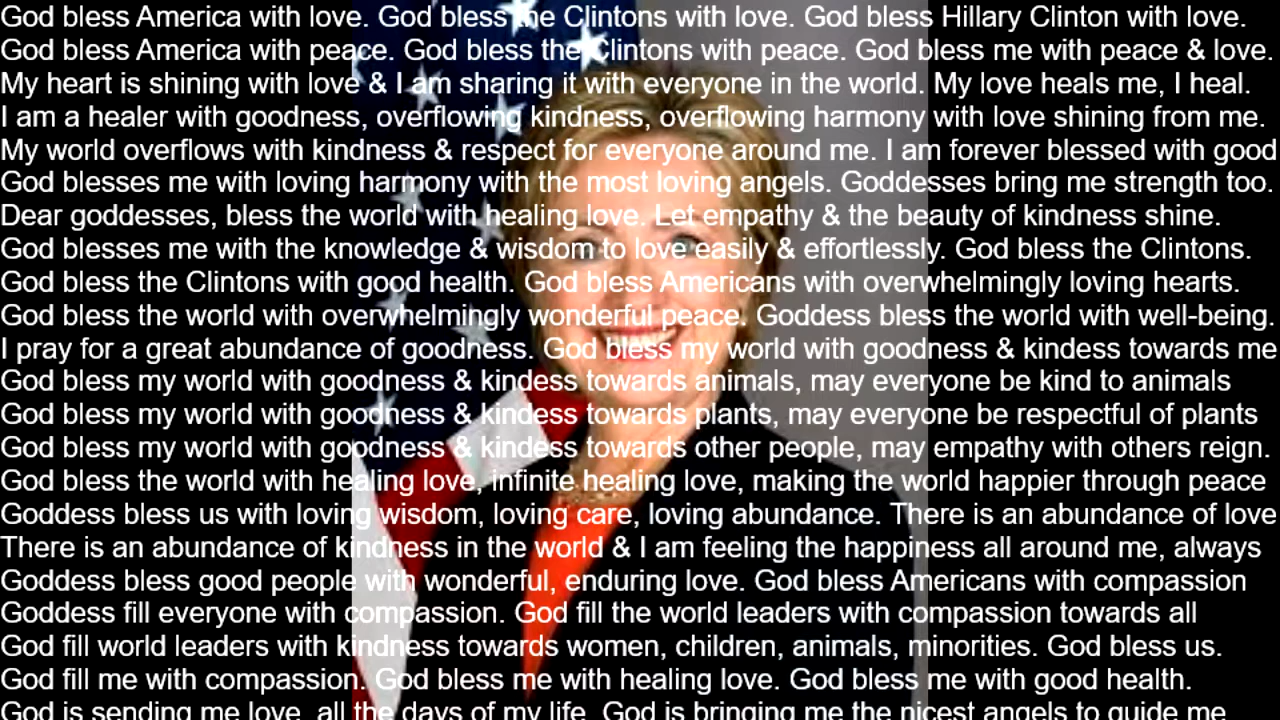 God bless America with love. God bless the Clintons with love. God bless Hillary Clinton with love.
God bless America with peace. God bless the Clintons with peace. God bless me with peace & love.
My heart is shining with love & I am sharing it with everyone in the world. My love heals me, I heal.
I am a healer with goodness, overflowing kindness, overflowing harmony with love shining from me.
My world overflows with kindness & respect for everyone around me. I am forever blessed with good
God blesses me with loving harmony with the most loving angels. Goddesses bring me strength too.
Dear goddesses, bless the world with healing love. Let empathy & the beauty of kindness shine.
God blesses me with the knowledge & wisdom to love easily & effortlessly. God bless the Clintons.
God bless the Clintons with good health. God bless Americans with overwhelmingly loving hearts.
God bless the world with overwhelmingly wonderful peace. Goddess bless the world with well-being.
I pray for a great abundance of goodness. God bless my world with goodness & kindess towards me
God bless my world with goodness & kindess towards animals, may everyone be kind to animals
God bless my world with goodness & kindess towards plants, may everyone be respectful of plants
God bless my world with goodness & kindess towards other people, may empathy with others reign.
God bless the world with healing love, infinite healing love, making the world happier through peace
Goddess bless us with loving wisdom, loving care, loving abundance. There is an abundance of love
There is an abundance of kindness in the world & I am feeling the happiness all around me, always
Goddess bless good people with wonderful, enduring love. God bless Americans with compassion
Goddess fill everyone with compassion. God fill the world leaders with compassion towards all
God fill world leaders with kindness towards women, children, animals, minorities. God bless us.
God fill me with compassion. God bless me with healing love. God bless me with good health.
God is sending me love, all the days of my life. God is bringing me the nicest angels to guide me